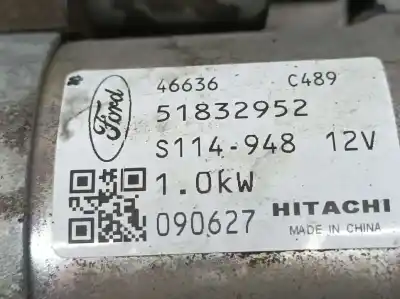 46636 C489
Ford
51832952
S114-948 12V
1.0kW
090627 HITACHI
MADE IN CHINA